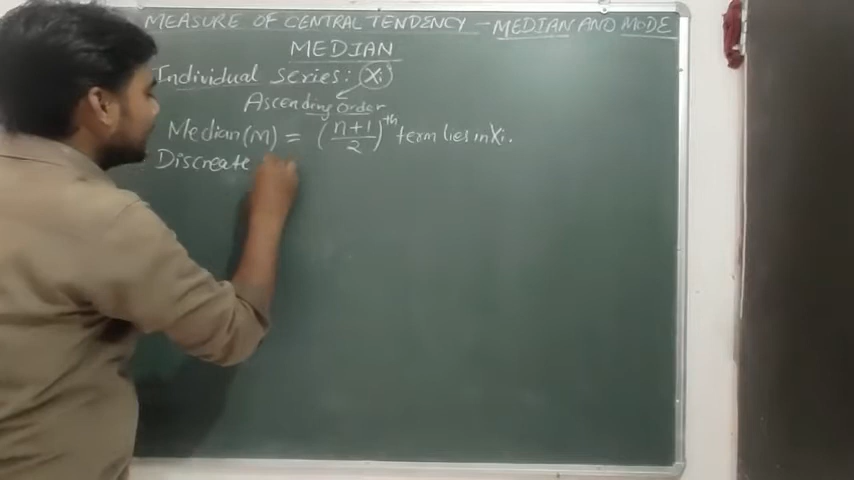 MEASURE OF CENTRAL TENDENCY - MEDIAN AND MODE
MEDIAN
Individual series: Xi
Ascending Order
Median(M) = (n+1/2)th term lies in Xi.
Discreate